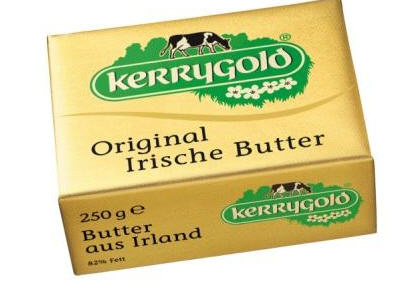 KERRYGOLD
Original
Irische Butter
250 g ℮
Butter
aus Irland
82% Fett
KERRYGOLD